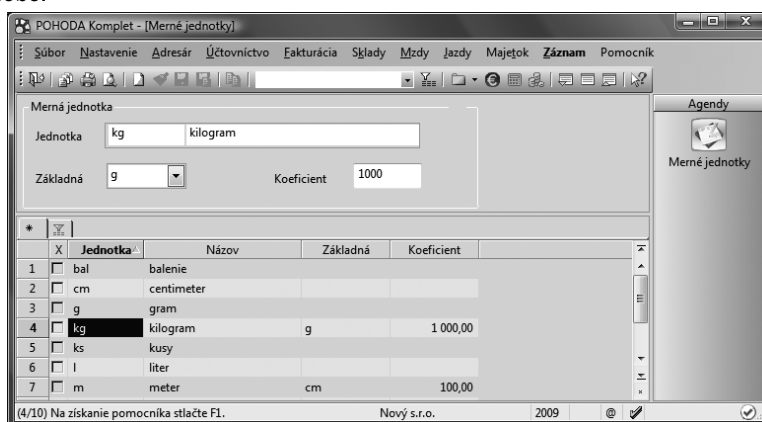 POHODA Komplet - [Merné jednotky]
Súbor Nastavenie Adresár Účtovníctvo Fakturácia Sklady Mzdy Jazdy Majetok Záznam Pomocník
Agendy
Merná jednotka
Jednotka kg kilogram
Merné jednotky
Základná g Koeficient 1000
*
X Jednotka Názov Základná Koeficient
1 bal balenie
2 cm centimeter
3 g gram
4 kg kilogram g 1 000,00
5 ks kusy
6 l liter
7 m meter cm 100,00
(4/10) Na získanie pomocníka stlačte F1. Nový s.r.o. 2009 @